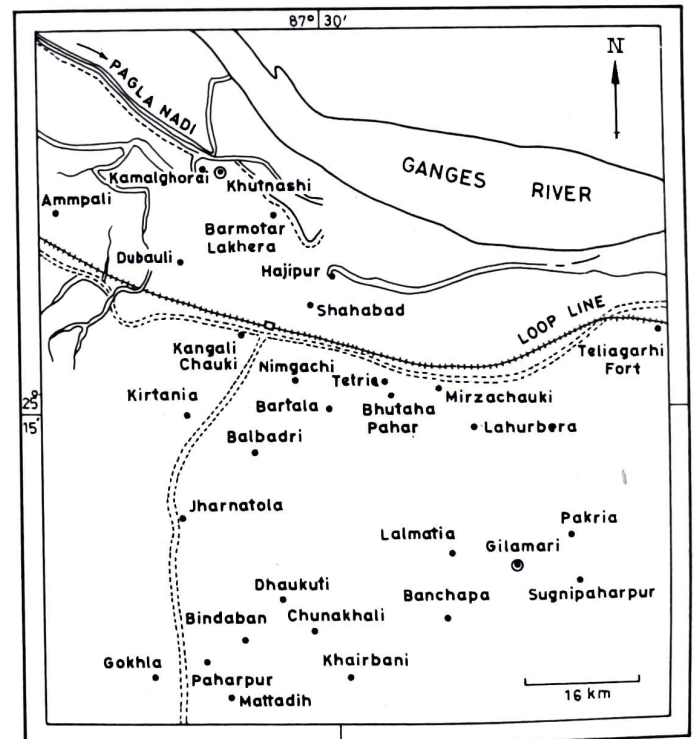 87° 30'
N
PAGLA NADI
GANGES RIVER
Kamalghorai
Khutnashi
Ammpali
Barmotar
Lakhera
Dubauli
Hajipur
Shahabad
LOOP LINE
Kangali
Chauki
Teliagarhi
Fort
Nimgachi
Tetria
Kirtania
Bartala
Bhutaha
Pahar
Mirzachauki
25°
15'
Lahurbera
Balbadri
Jharnatola
Pakria
Lalmatia
Gilamari
Dhaukuti
Banchapa
Sugnipaharpur
Bindaban
Chunakhali
Gokhla
Khairbani
Paharpur
Mattadih
16 km